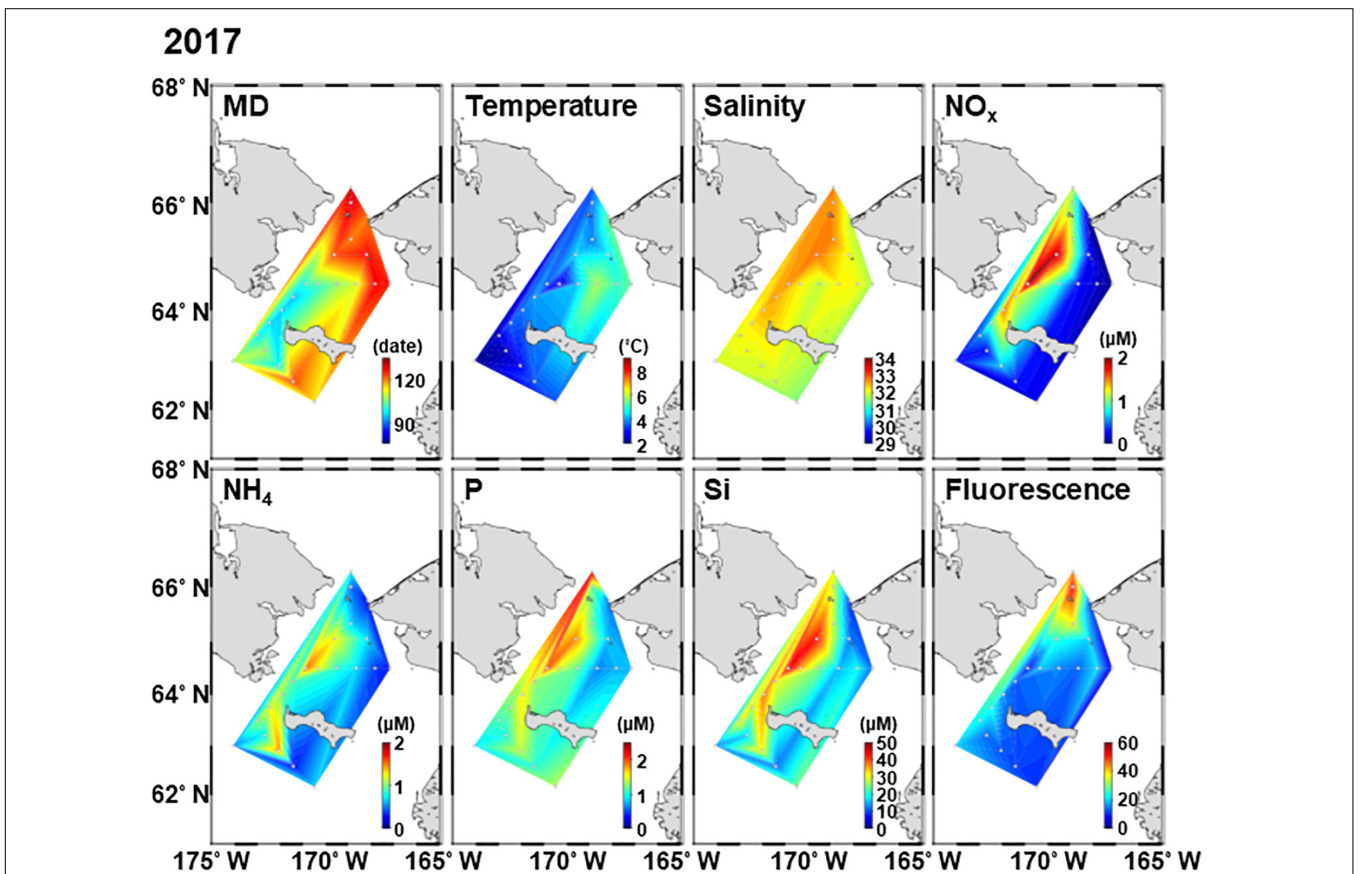 2017
68° N
MD
Temperature
Salinity
NOx
66° N
64° N
(date)
120
90
(°C)
8
6
4
2
34
33
32
31
30
29
(µM)
2
1
0
62° N
68° N
NH4
P
Si
Fluorescence
66° N
64° N
(µM)
2
1
0
(µM)
2
1
0
(µM)
50
40
30
20
10
0
60
40
20
0
62° N
175° W
170° W
165° W
170° W
165° W
170° W
165° W
170° W
165° W